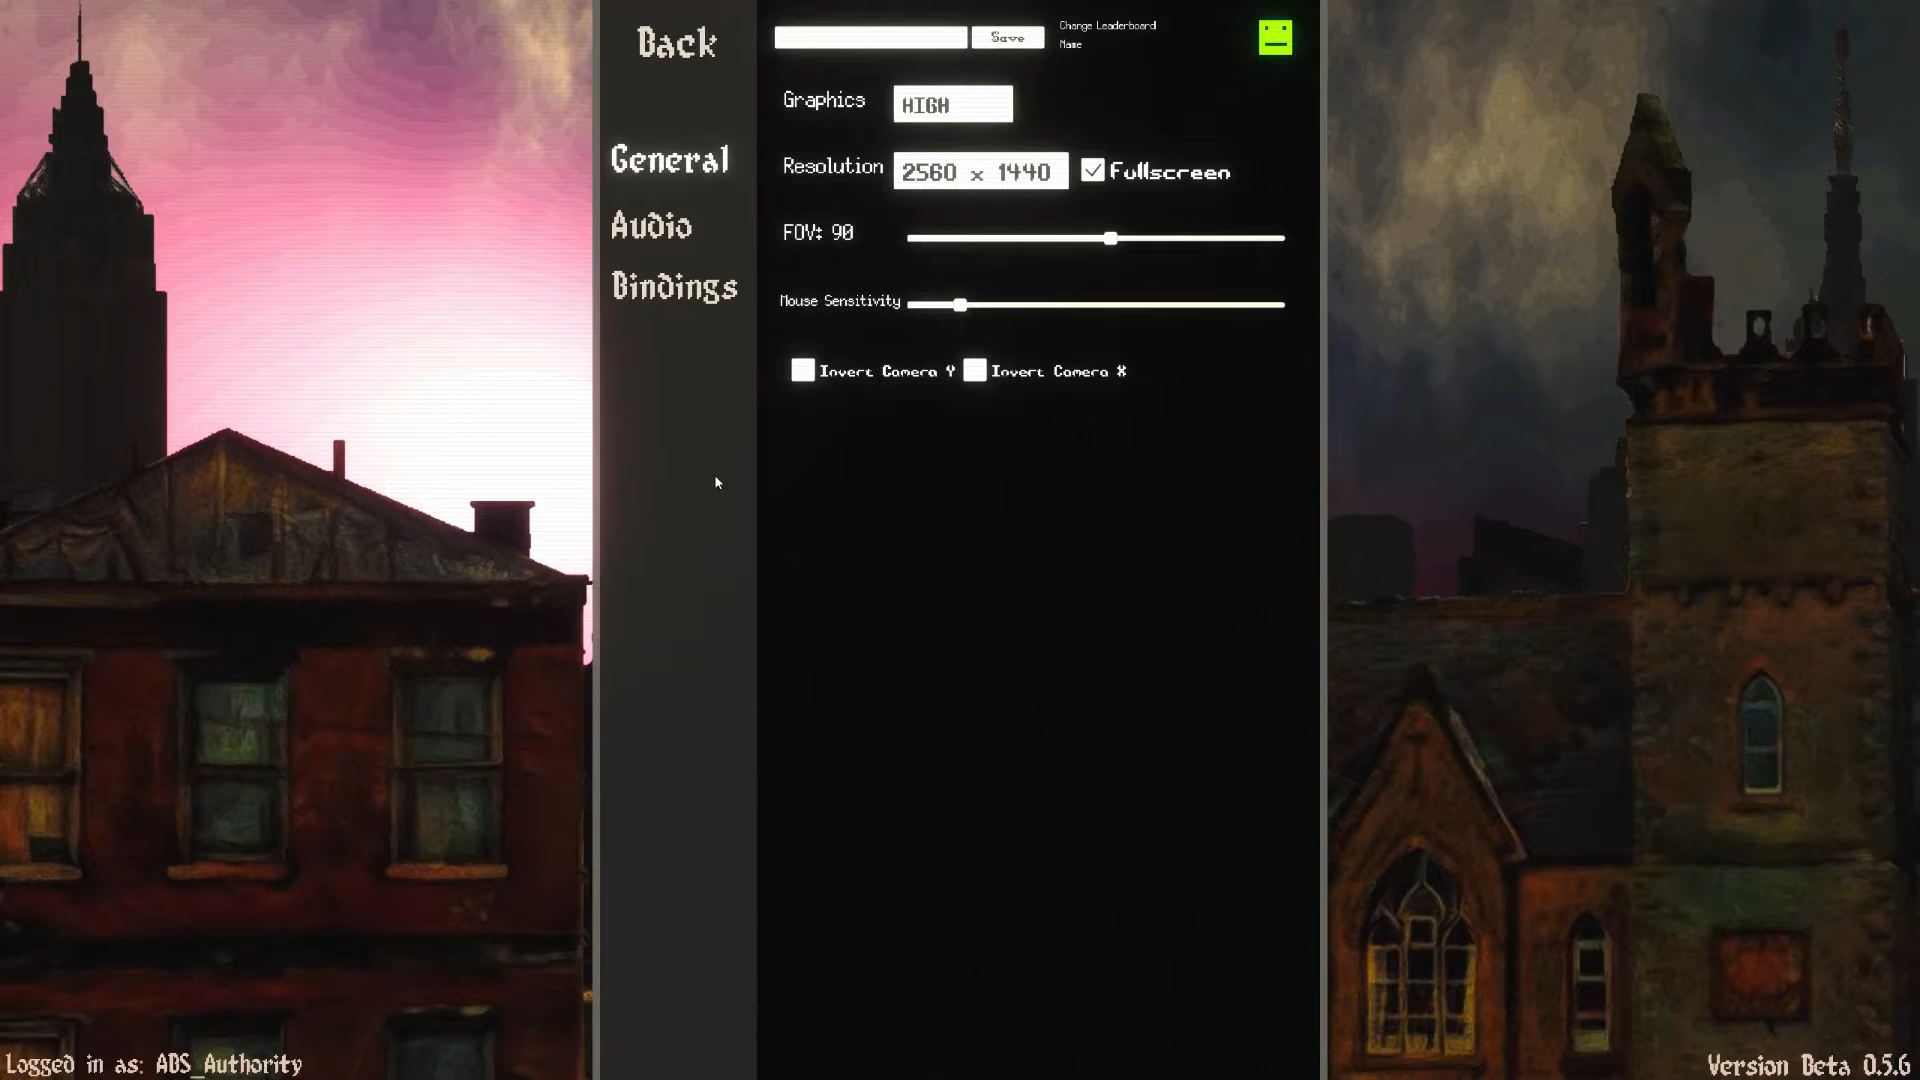 Back
General
Audio
Bindings
Save
Change Leaderboard
Name
Graphics
HIGH
Resolution
2560 x 1440
Fullscreen
FOV: 90
Mouse Sensitivity
Invert Camera Y
Invert Camera X
Logged in as: ABS_Authority
Version Beta 0.5.6